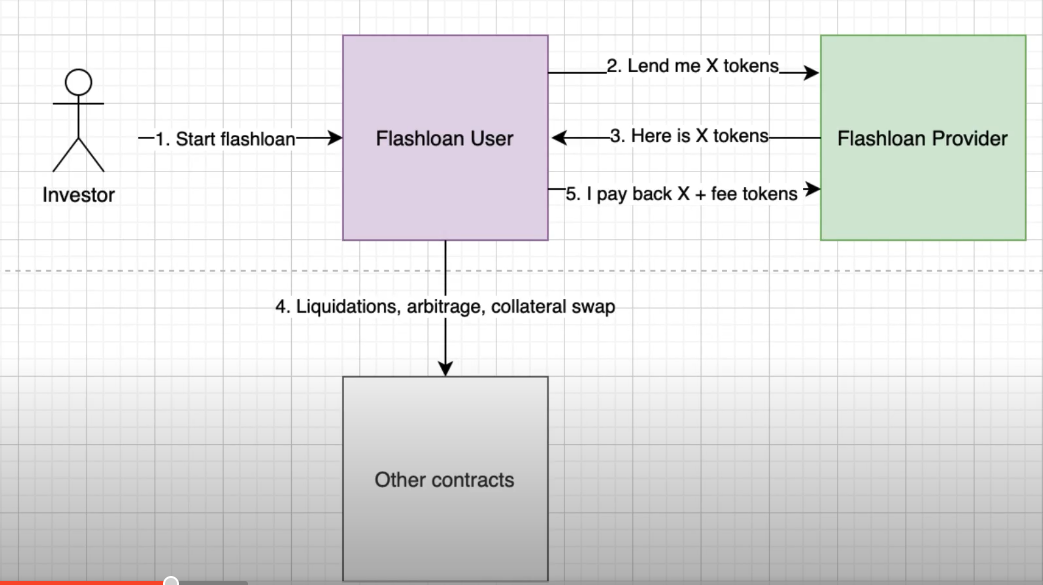 2. Lend me X tokens
1. Start flashloan
Flashloan User
3. Here is X tokens
Flashloan Provider
Investor
5. I pay back X + fee tokens
4. Liquidations, arbitrage, collateral swap
Other contracts